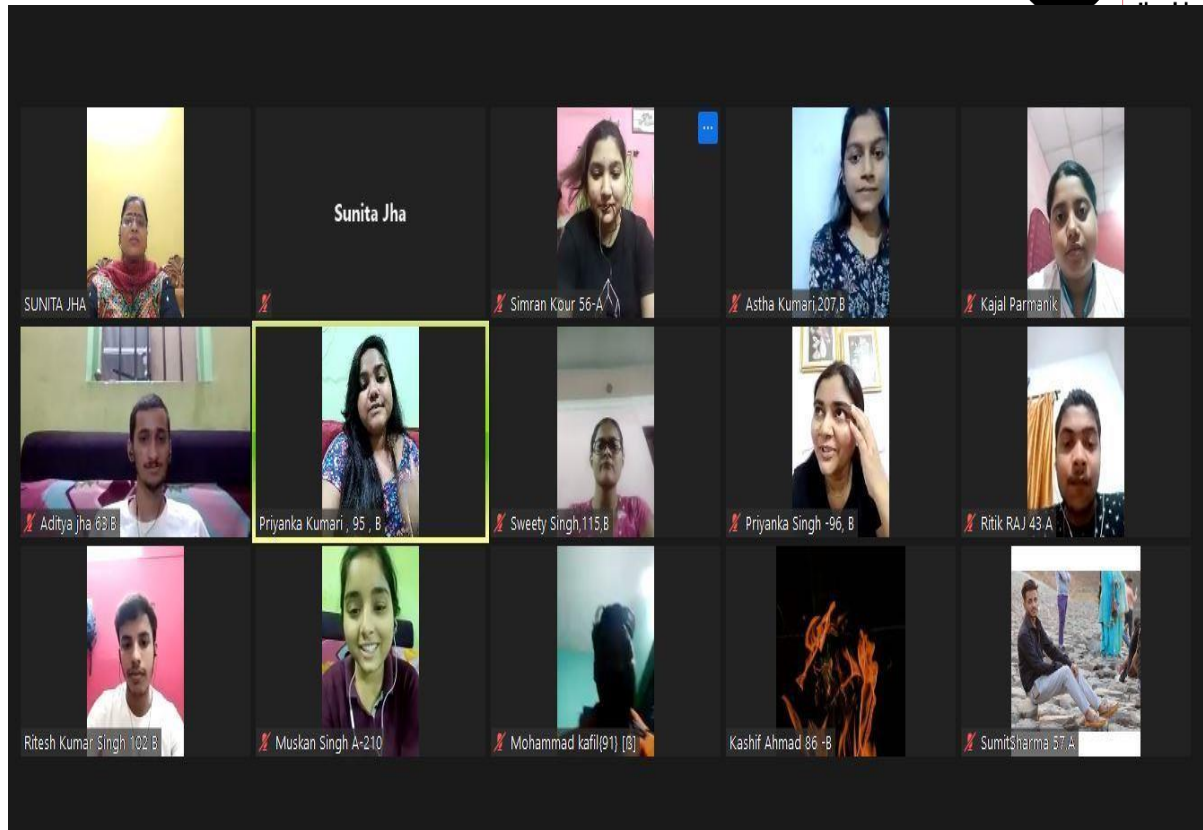 SUNITA JHA
Sunita Jha
Simran Kour 56-A
Astha Kumari,207,B
Kajal Parmanik
Aditya jha 63 B
Priyanka Kumari , 95 , B
Sweety Singh,115,B
Priyanka Singh -96, B
Ritik RAJ 43 A
Ritesh Kumar Singh 102 B
Muskan Singh A-210
Mohammad kafil{91} [B]
Kashif Ahmad 86 -B
SumitSharma 57,A